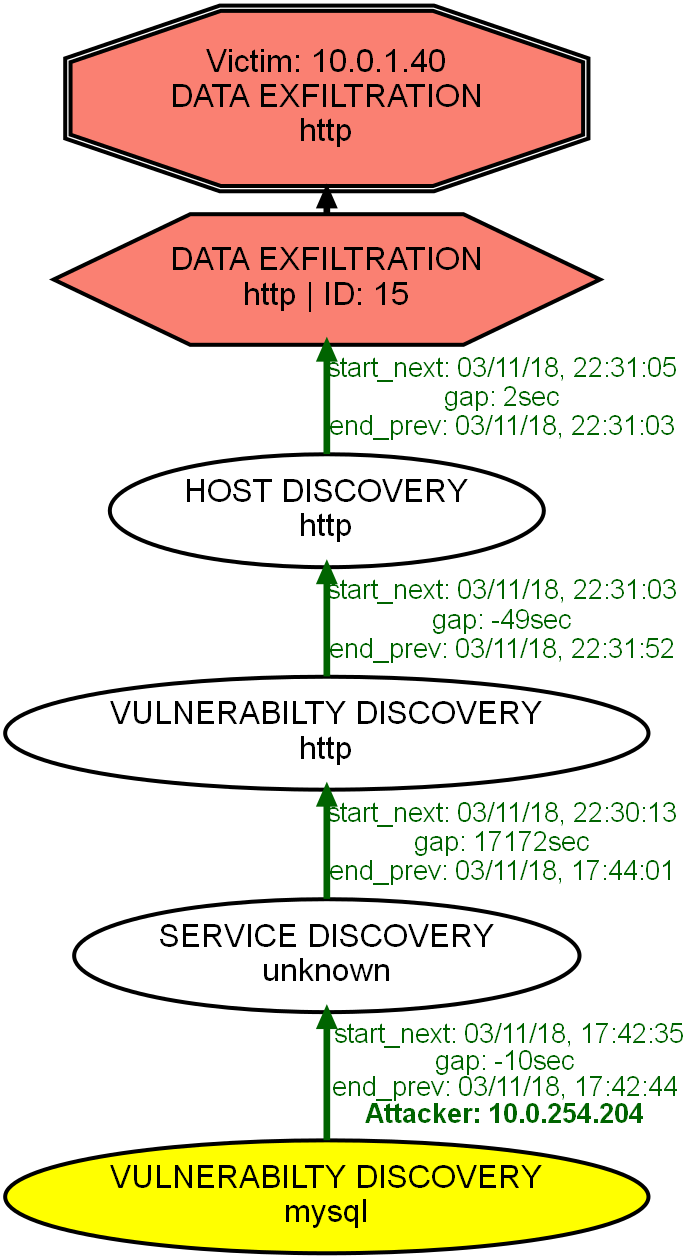 Victim: 10.0.1.40
DATA EXFILTRATION
http
DATA EXFILTRATION
http | ID: 15
start_next: 03/11/18, 22:31:05
gap: 2sec
end_prev: 03/11/18, 22:31:03
HOST DISCOVERY
http
start_next: 03/11/18, 22:31:03
gap: -49sec
end_prev: 03/11/18, 22:31:52
VULNERABILTY DISCOVERY
http
start_next: 03/11/18, 22:30:13
gap: 17172sec
end_prev: 03/11/18, 17:44:01
SERVICE DISCOVERY
unknown
start_next: 03/11/18, 17:42:35
gap: -10sec
end_prev: 03/11/18, 17:42:44
Attacker: 10.0.254.204
VULNERABILTY DISCOVERY
mysql